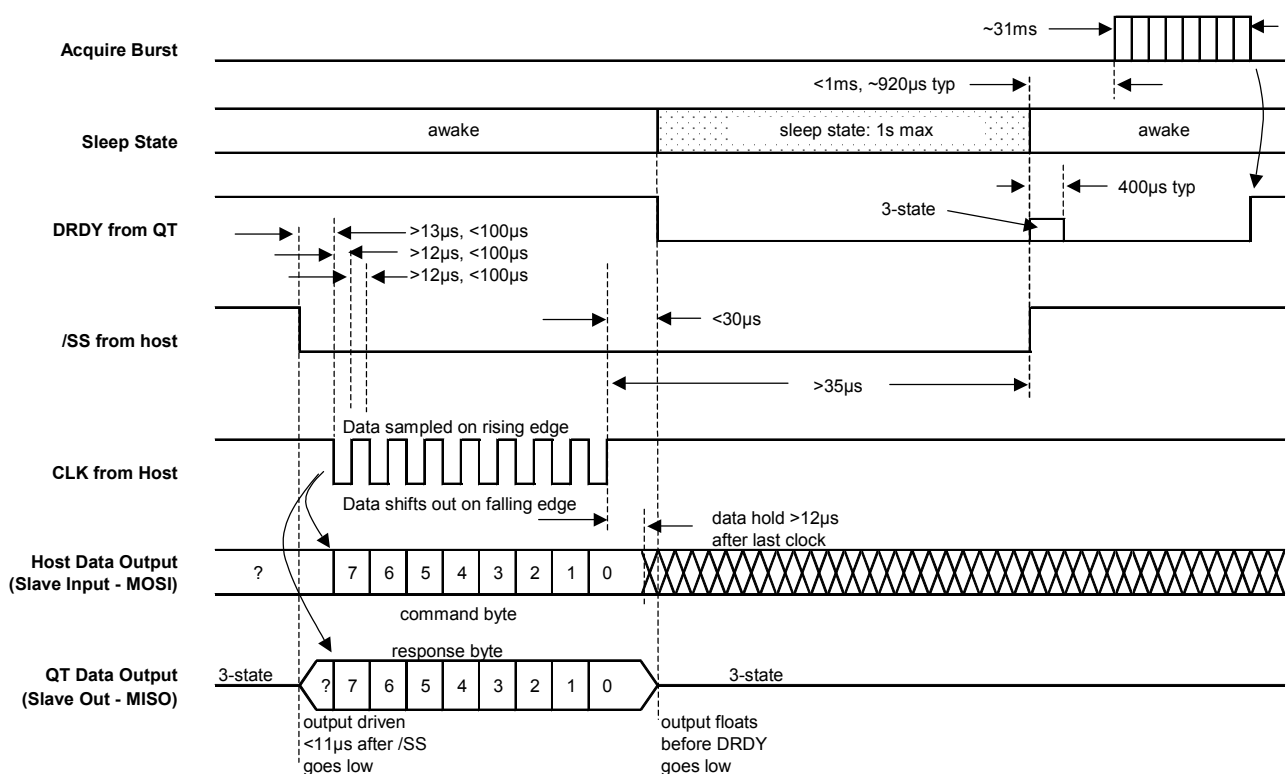 ~31ms
Acquire Burst
<1ms, ~920µs typ
Sleep State
awake
sleep state: 1s max
awake
400µs typ
3-state
DRDY from QT
>13µs, <100µs
>12µs, <100µs
>12µs, <100µs
<30µs
/SS from host
>35µs
Data sampled on rising edge
CLK from Host
Data shifts out on falling edge
data hold >12µs
after last clock
Host Data Output
(Slave Input - MOSI)
? 7 6 5 4 3 2 1 0
command byte
response byte
QT Data Output
(Slave Out - MISO)
3-state
? 7 6 5 4 3 2 1 0
3-state
output driven
<11µs after /SS
goes low
output floats
before DRDY
goes low